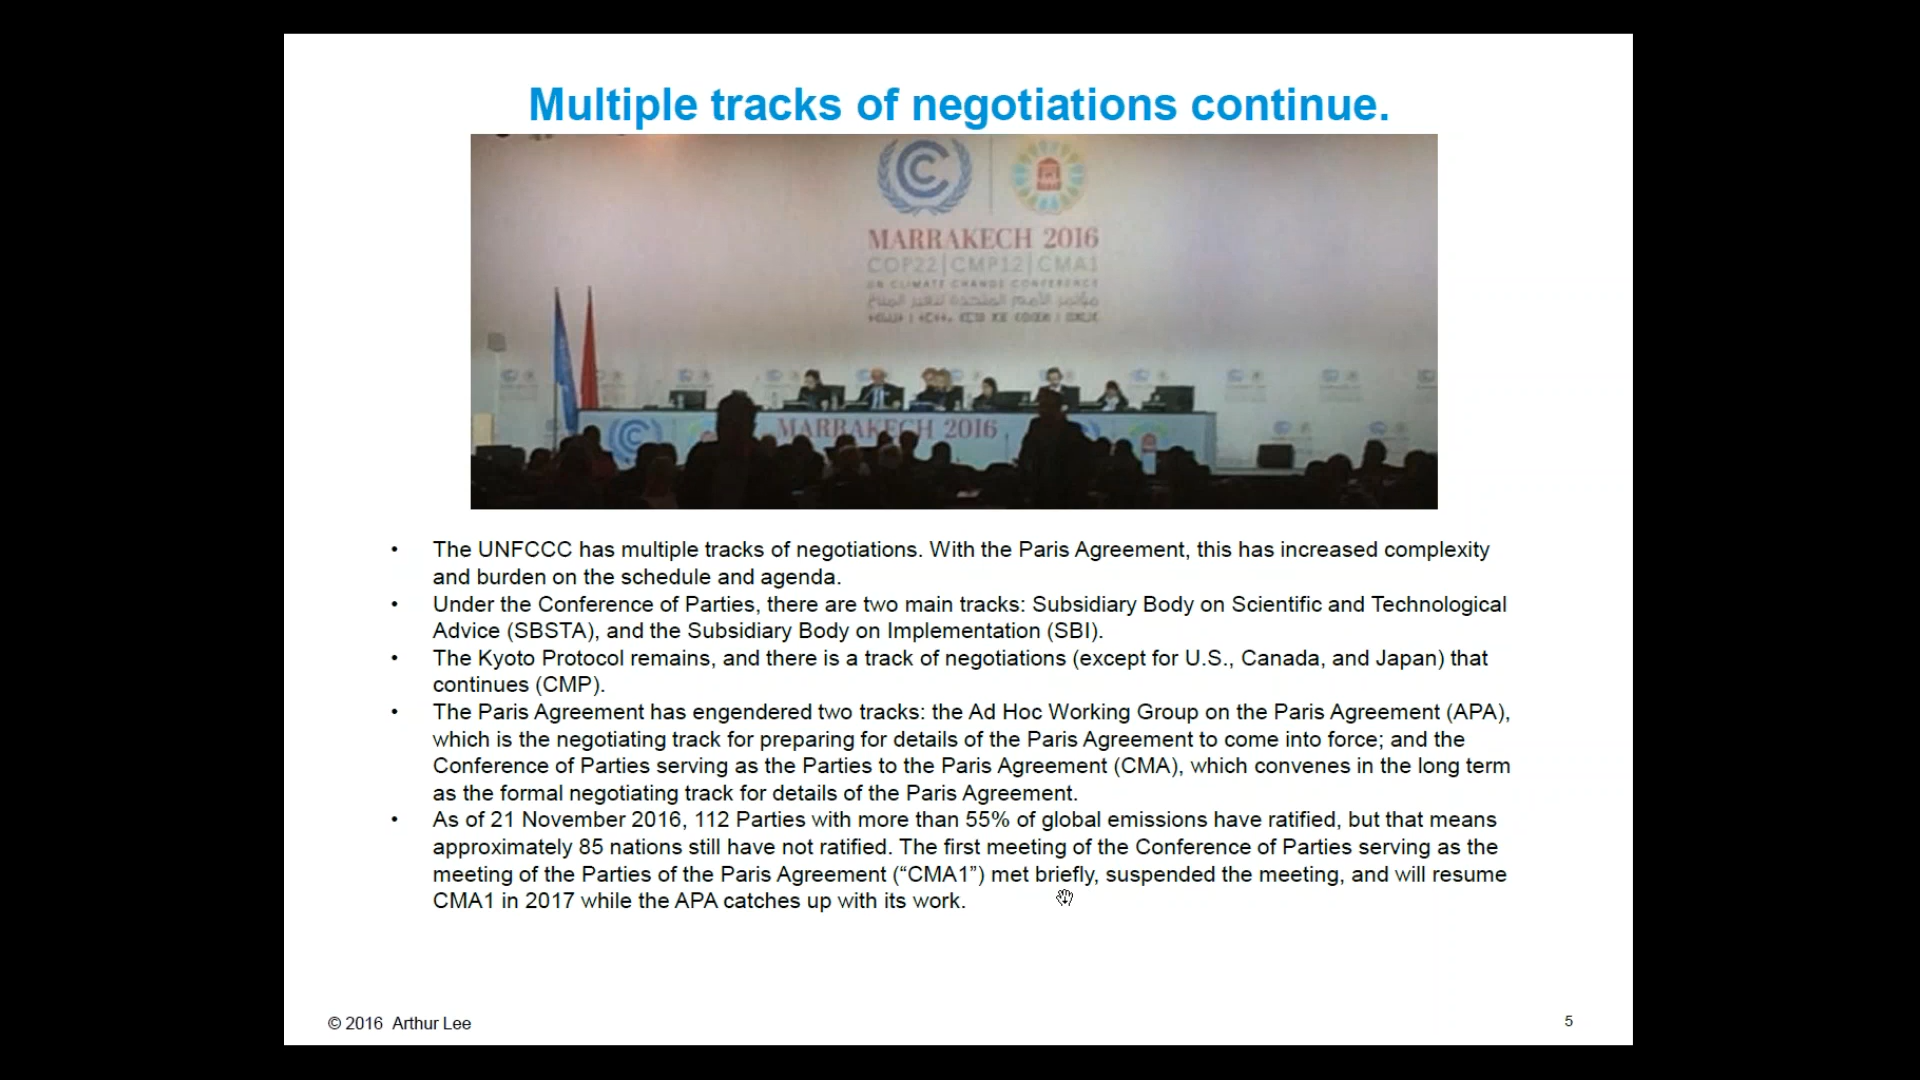 Multiple tracks of negotiations continue.
MARRAKECH 2016
COP22|CMP12|CMA1
UN CLIMATE CHANGE CONFERENCE
MARRAKECH 2016
• The UNFCCC has multiple tracks of negotiations. With the Paris Agreement, this has increased complexity
and burden on the schedule and agenda.
• Under the Conference of Parties, there are two main tracks: Subsidiary Body on Scientific and Technological
Advice (SBSTA), and the Subsidiary Body on Implementation (SBI).
• The Kyoto Protocol remains, and there is a track of negotiations (except for U.S., Canada, and Japan) that
continues (CMP).
• The Paris Agreement has engendered two tracks: the Ad Hoc Working Group on the Paris Agreement (APA),
which is the negotiating track for preparing for details of the Paris Agreement to come into force; and the
Conference of Parties serving as the Parties to the Paris Agreement (CMA), which convenes in the long term
as the formal negotiating track for details of the Paris Agreement.
• As of 21 November 2016, 112 Parties with more than 55% of global emissions have ratified, but that means
approximately 85 nations still have not ratified. The first meeting of the Conference of Parties serving as the
meeting of the Parties of the Paris Agreement (“CMA1”) met briefly, suspended the meeting, and will resume
CMA1 in 2017 while the APA catches up with its work.
© 2016 Arthur Lee
5